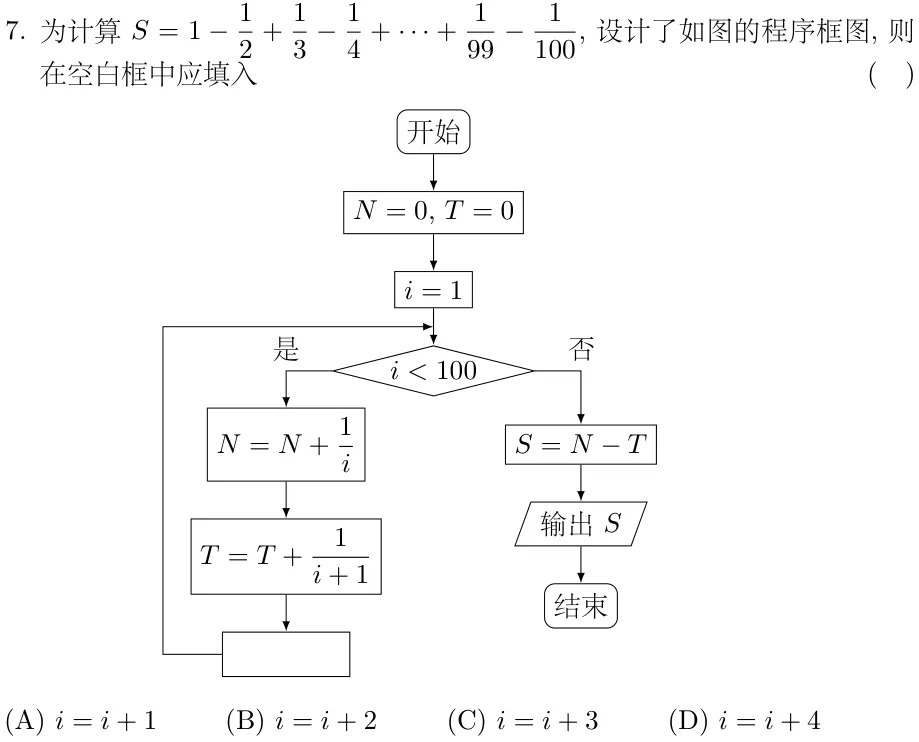 7. 为计算 S = 1 − 1/2 + 1/3 − 1/4 + ⋯ + 1/99 − 1/100, 设计了如图的程序框图, 则
在空白框中应填入 ( )
开始
N = 0, T = 0
i = 1
是
否
i < 100
N = N + 1/i
S = N − T
T = T + 1/(i + 1)
输出 S
结束
(A) i = i + 1 (B) i = i + 2 (C) i = i + 3 (D) i = i + 4